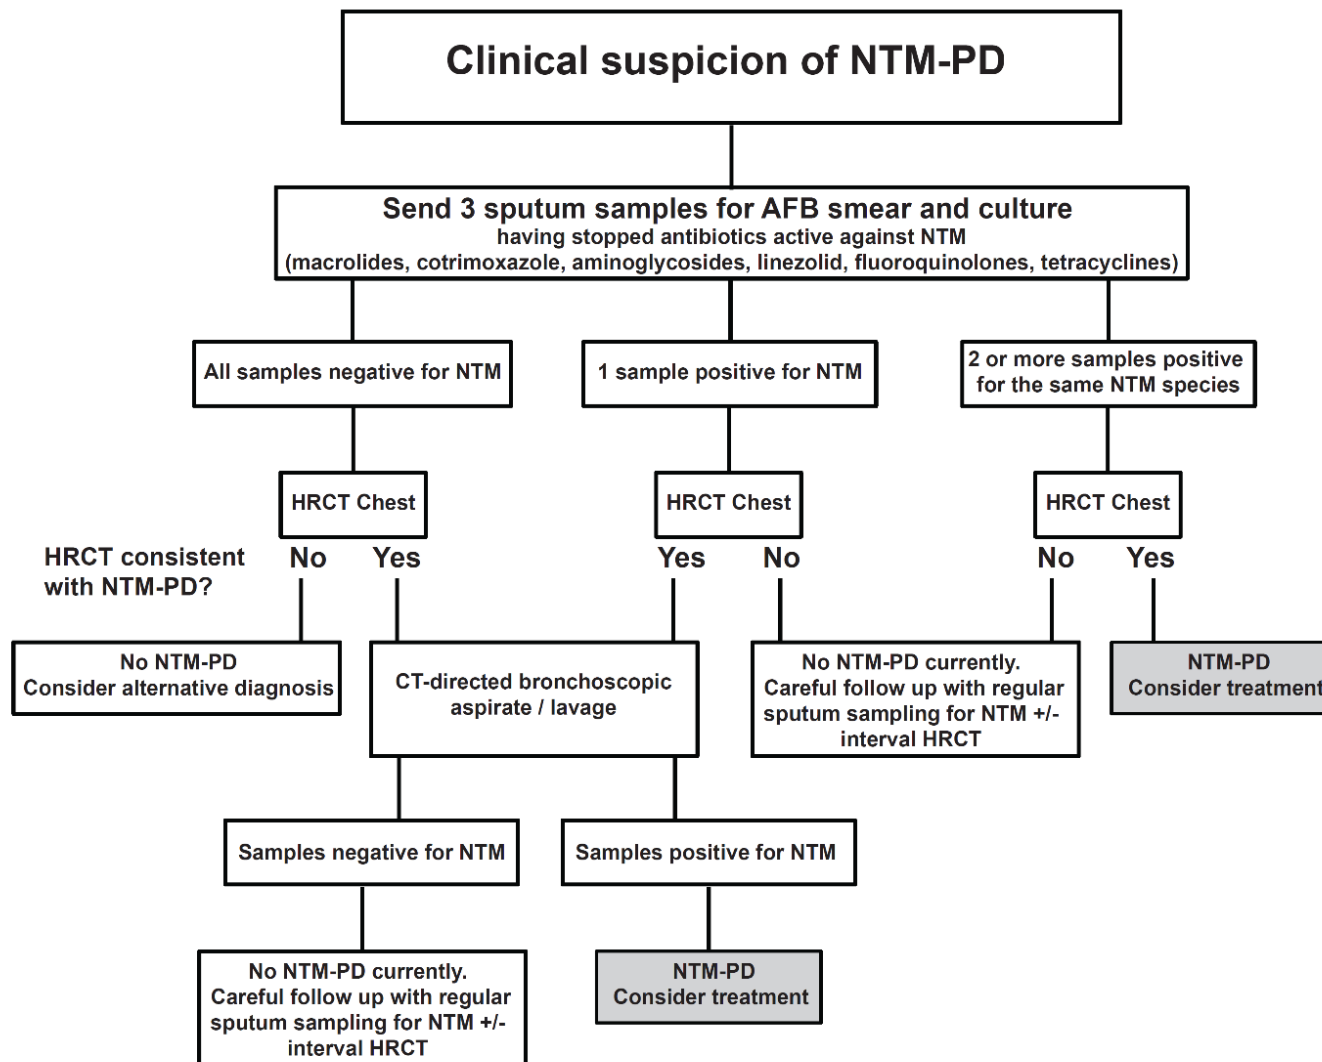 Clinical suspicion of NTM-PD
Send 3 sputum samples for AFB smear and culture
having stopped antibiotics active against NTM
(macrolides, cotrimoxazole, aminoglycosides, linezolid, fluoroquinolones, tetracyclines)
All samples negative for NTM
1 sample positive for NTM
2 or more samples positive
for the same NTM species
HRCT Chest
HRCT Chest
HRCT Chest
HRCT consistent
with NTM-PD?
No
Yes
Yes
No
No
Yes
No NTM-PD
Consider alternative diagnosis
CT-directed bronchoscopic
aspirate / lavage
No NTM-PD currently.
Careful follow up with regular
sputum sampling for NTM +/-
interval HRCT
NTM-PD
Consider treatment
Samples negative for NTM
Samples positive for NTM
No NTM-PD currently.
Careful follow up with regular
sputum sampling for NTM +/-
interval HRCT
NTM-PD
Consider treatment